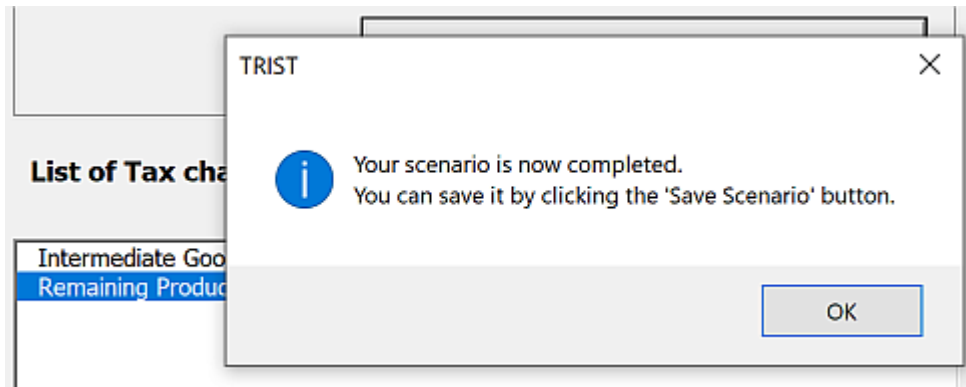 TRIST
Your scenario is now completed.
You can save it by clicking the 'Save Scenario' button.
List of Tax cha
Intermediate Goo
Remaining Produc
OK